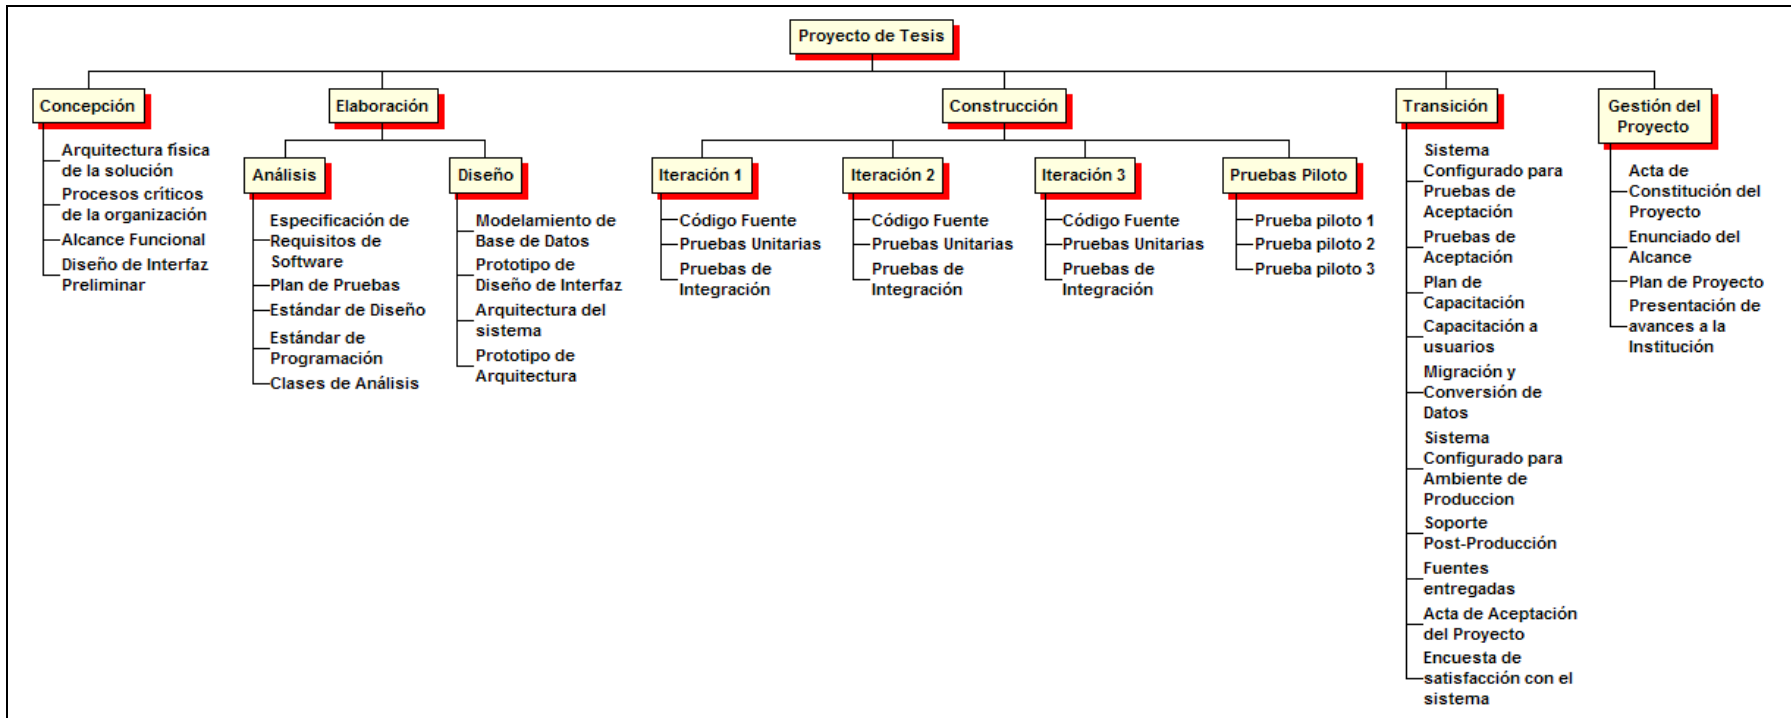 Proyecto de Tesis
Concepción
Arquitectura física
de la solución
Procesos críticos
de la organización
Alcance Funcional
Diseño de Interfaz
Preliminar
Elaboración
Análisis
Especificación de
Requisitos de
Software
Plan de Pruebas
Estándar de Diseño
Estándar de
Programación
Clases de Análisis
Diseño
Modelamiento de
Base de Datos
Prototipo de
Diseño de Interfaz
Arquitectura del
sistema
Prototipo de
Arquitectura
Construcción
Iteración 1
Código Fuente
Pruebas Unitarias
Pruebas de
Integración
Iteración 2
Código Fuente
Pruebas Unitarias
Pruebas de
Integración
Iteración 3
Código Fuente
Pruebas Unitarias
Pruebas de
Integración
Pruebas Piloto
Prueba piloto 1
Prueba piloto 2
Prueba piloto 3
Transición
Sistema
Configurado para
Pruebas de
Aceptación
Pruebas de
Aceptación
Plan de
Capacitación
Capacitación a
usuarios
Migración y
Conversión de
Datos
Sistema
Configurado para
Ambiente de
Produccion
Soporte
Post-Producción
Fuentes
entregadas
Acta de Aceptación
del Proyecto
Encuesta de
satisfacción con el
sistema
Gestión del
Proyecto
Acta de
Constitución del
Proyecto
Enunciado del
Alcance
Plan de Proyecto
Presentación de
avances a la
Institución